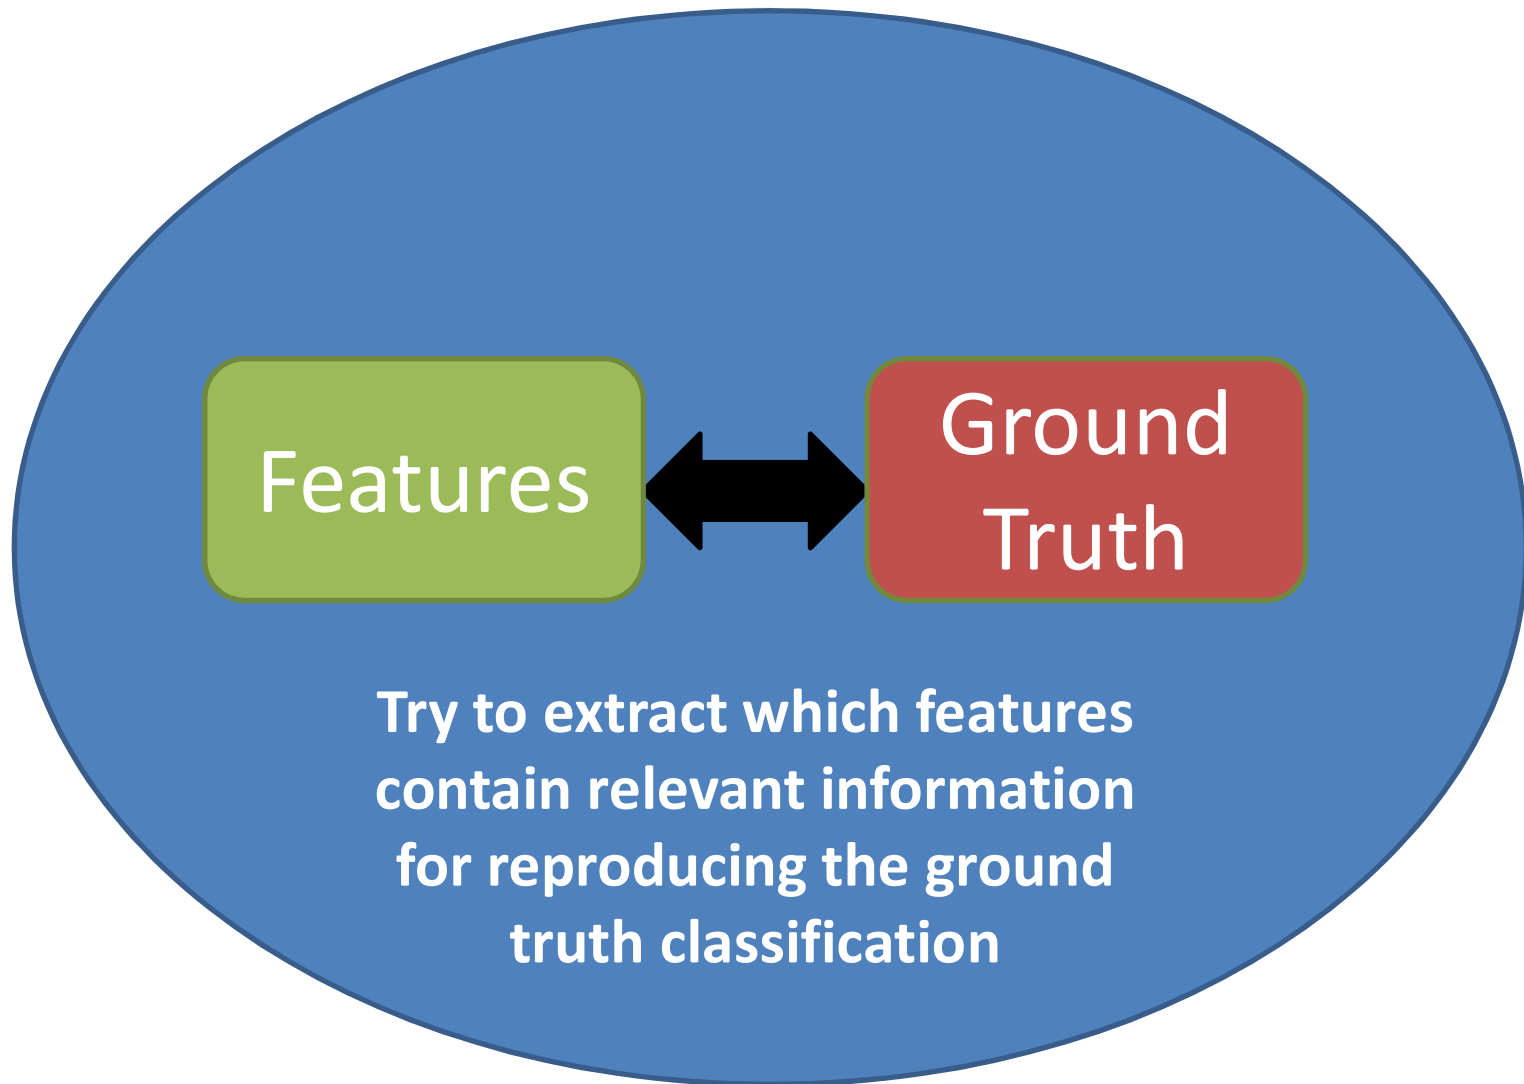 Features
Ground
Truth
Try to extract which features
contain relevant information
for reproducing the ground
truth classification